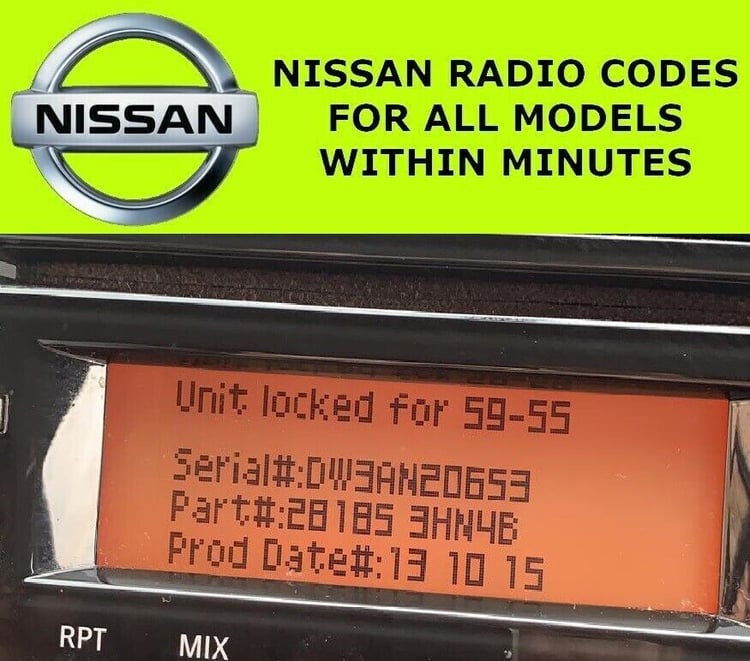 NISSAN
NISSAN RADIO CODES
FOR ALL MODELS
WITHIN MINUTES
Unit locked for 59-55
Serial#:DW3AN20653
Part#:28185 3HN4B
Prod Date#:13 10 15
RPT MIX